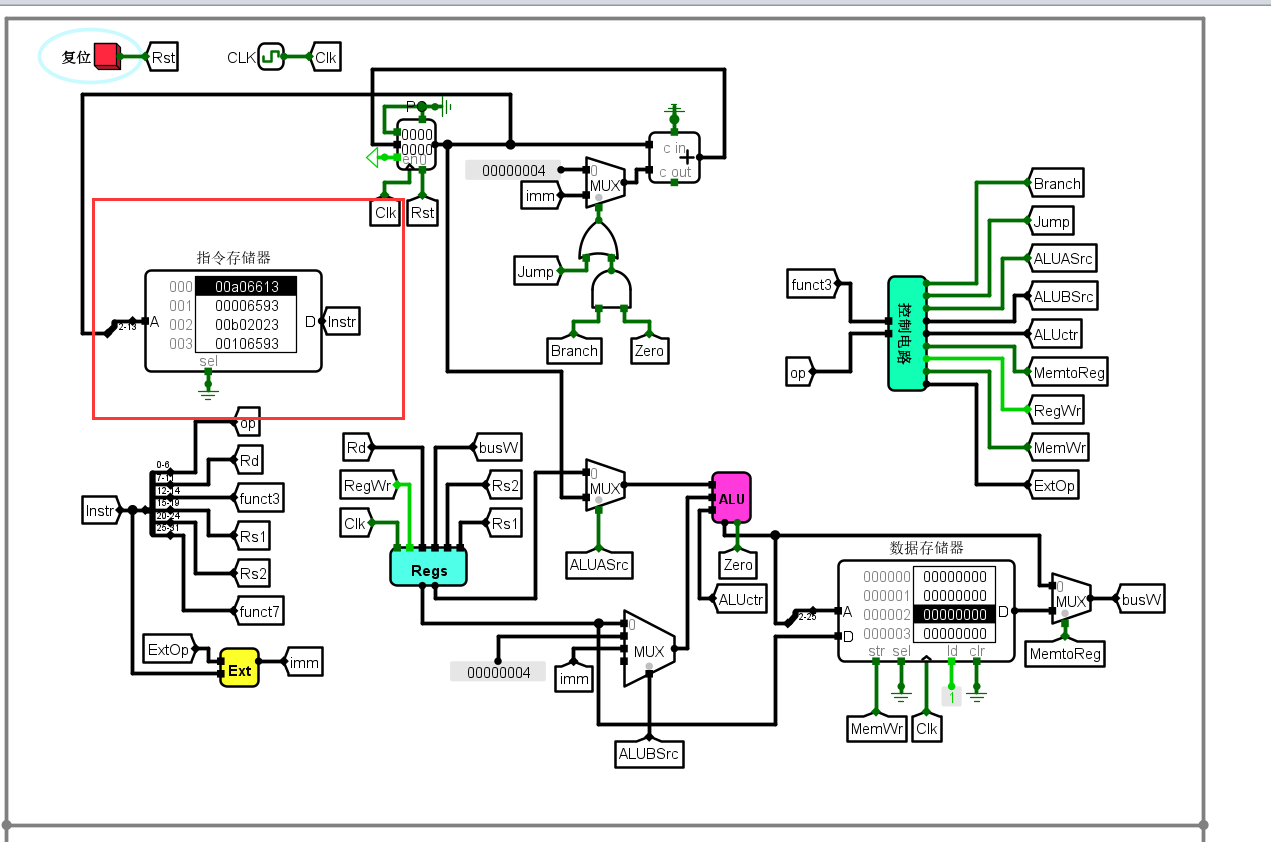 复位
Rst
CLK
Clk
0000
0000
en0
Clk
Rst
00000004
imm
0
MUX
c in
+
c out
Jump
Branch
Zero
指令存储器
000 00a06613
001 00006593
002 00b02023
003 00106593
A
D
Instr
2-13
sel
funct3
op
控制电路
Branch
Jump
ALUASrc
ALUBSrc
ALUctr
MemtoReg
RegWr
MemWr
ExtOp
Instr
0-6
7-11
12-14
15-19
20-24
25-31
op
Rd
funct3
Rs1
Rs2
funct7
ExtOp
Ext
imm
Rd
RegWr
Clk
busW
Rs2
Rs1
Regs
0
MUX
ALUASrc
ALU
Zero
ALUctr
00000004
imm
0
MUX
ALUBSrc
数据存储器
000000 00000000
000001 00000000
000002 00000000
000003 00000000
2-25
A
D
D
str sel ld clr
1
MemWr
Clk
0
MUX
MemtoReg
busW